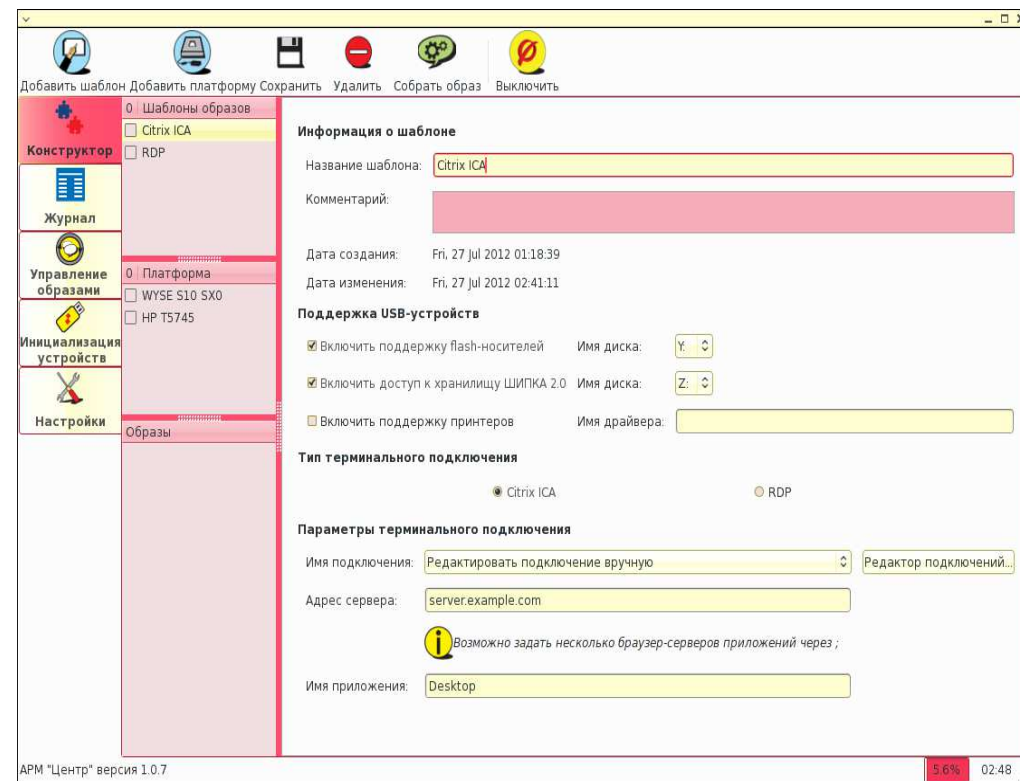 Добавить шаблон Добавить платформу Сохранить Удалить Собрать образ Выключить
Конструктор
Журнал
Управление
образами
Инициализация
устройств
Настройки
0 Шаблоны образов
Citrix ICA
RDP
0 Платформа
WYSE S10 SX0
HP T5745
Образы
Информация о шаблоне
Название шаблона: Citrix ICA
Комментарий:
Дата создания: Fri, 27 Jul 2012 01:18:39
Дата изменения: Fri, 27 Jul 2012 02:41:11
Поддержка USB-устройств
Включить поддержку flash-носителей Имя диска: Y:
Включить доступ к хранилищу ШИПКА 2.0 Имя диска: Z:
Включить поддержку принтеров Имя драйвера:
Тип терминального подключения
Citrix ICA RDP
Параметры терминального подключения
Имя подключения: Редактировать подключение вручную Редактор подключений...
Адрес сервера: server.example.com
Возможно задать несколько браузер-серверов приложений через ;
Имя приложения: Desktop
АРМ "Центр" версия 1.0.7 5.6% 02:48